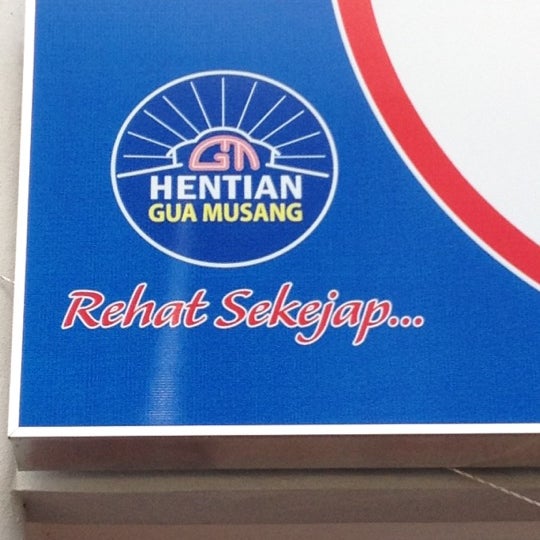 GM
HENTIAN
GUA MUSANG
Rehat Sekejap...